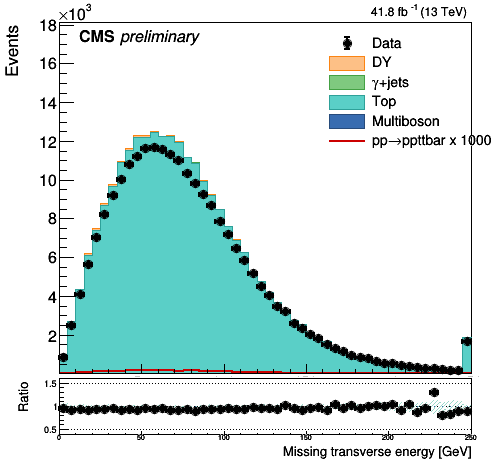 ×10³
41.8 fb⁻¹ (13 TeV)
CMS preliminary
Events
18
16
14
12
10
8
6
4
2
Data
DY
γ+jets
Top
Multiboson
pp→ppttbar x 1000
Ratio
1.5
1
0.5
0 50 100 150 200 250
Missing transverse energy [GeV]